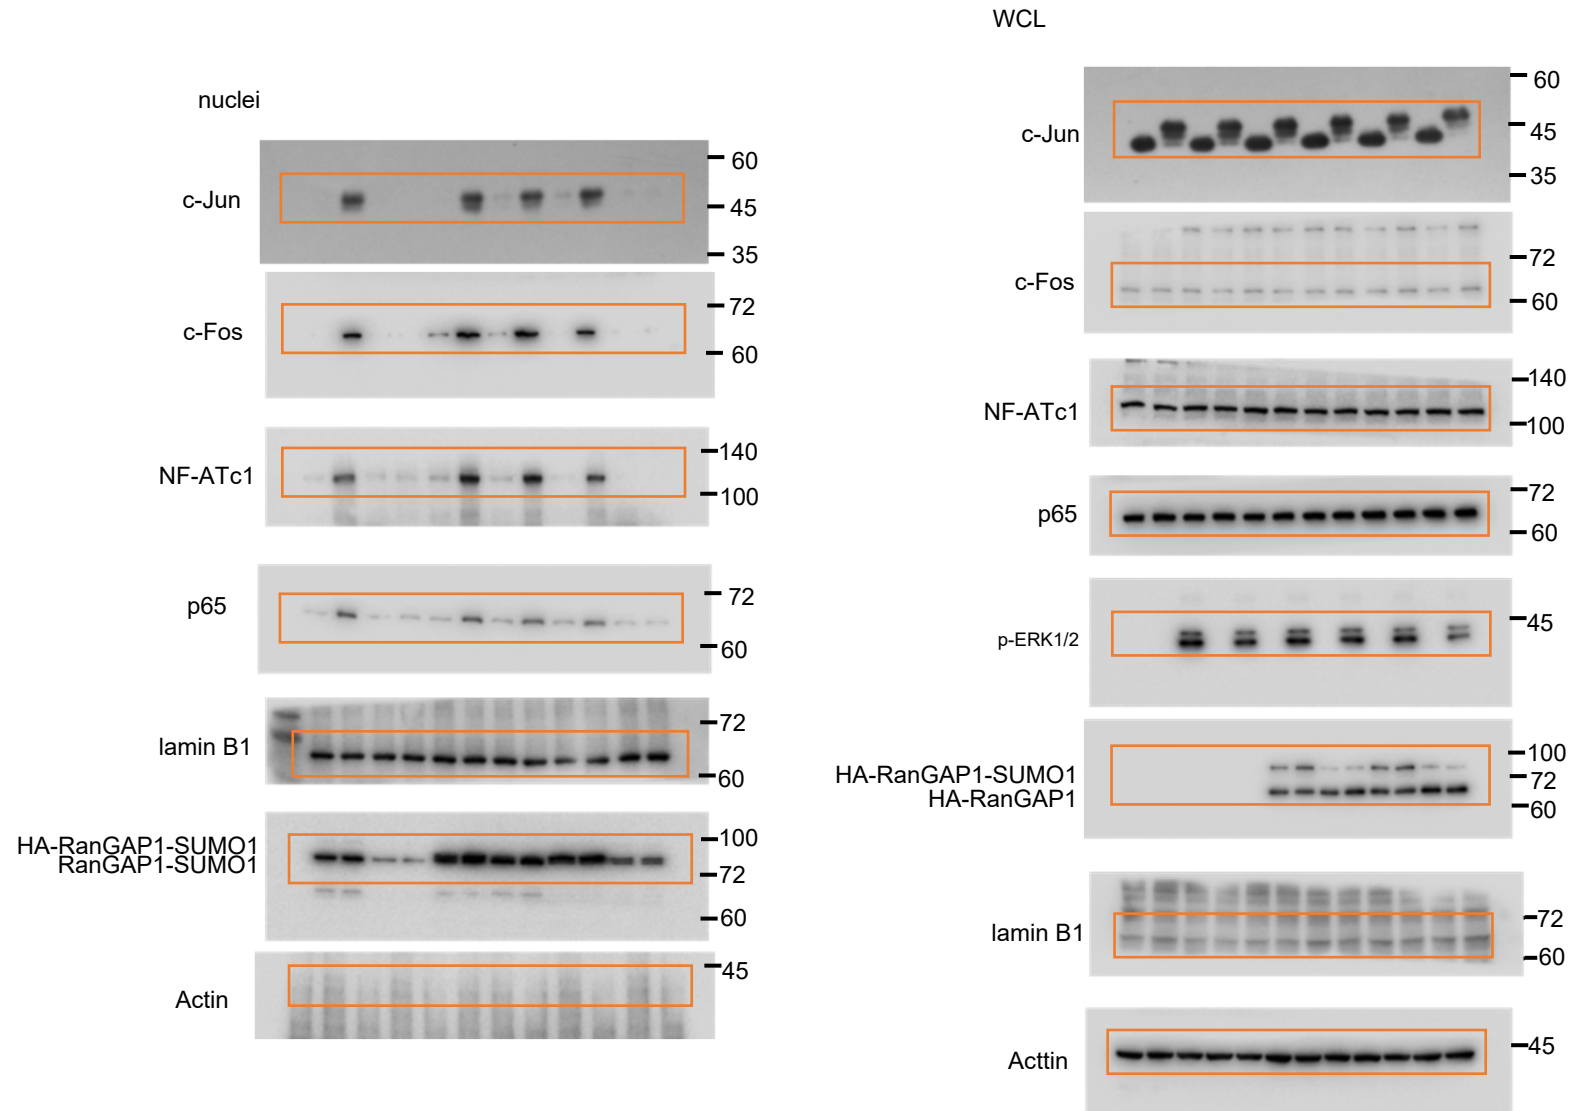 nuclei
c-Jun
60
45
35
c-Fos
72
60
NF-ATc1
140
100
p65
72
60
lamin B1
72
60
HA-RanGAP1-SUMO1
RanGAP1-SUMO1
100
72
60
Actin
45
WCL
c-Jun
60
45
35
c-Fos
72
60
NF-ATc1
140
100
p65
72
60
p-ERK1/2
45
HA-RanGAP1-SUMO1
HA-RanGAP1
100
72
60
lamin B1
72
60
Acttin
45